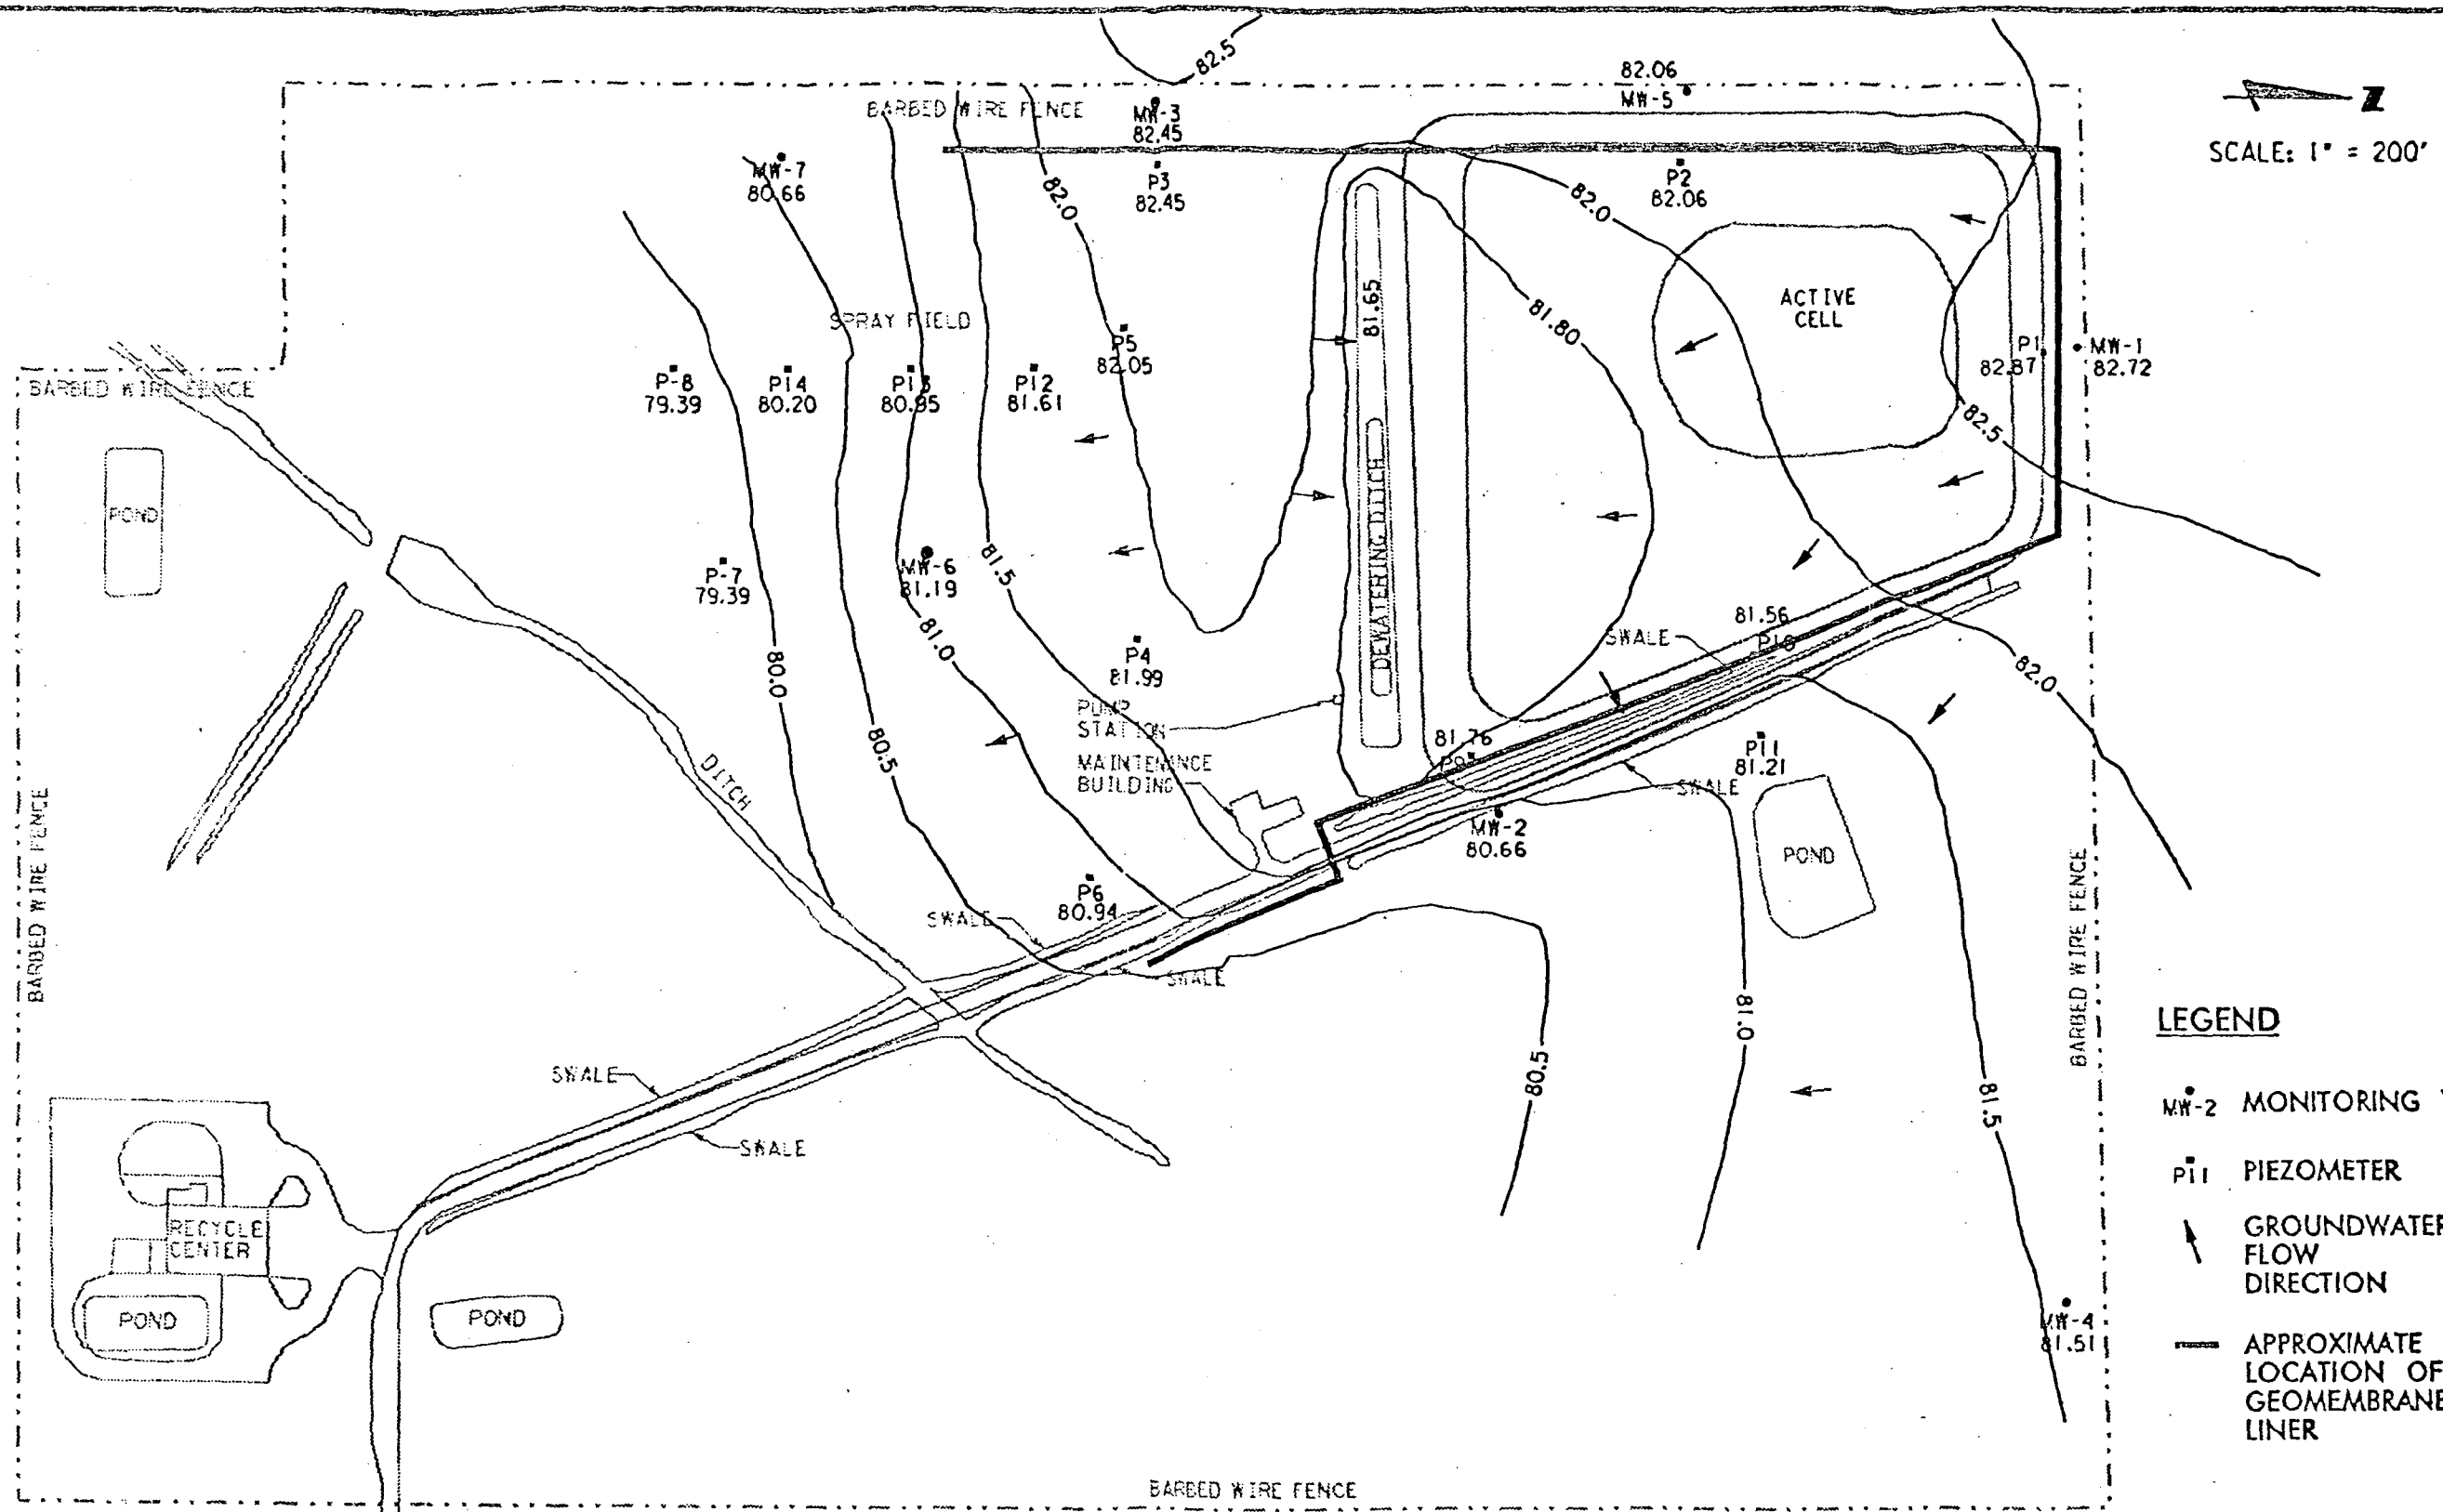 82.5
82.06
MW-5
BARBED WIRE FENCE
MW-3
82.45
Z
SCALE: 1" = 200'
MW-7
80.66
P3
82.45
82.0
P2
82.06
82.0
81.65
81.80
ACTIVE
CELL
SPRAY FIELD
P5
82.05
P1
82.87
MW-1
82.72
BARBED WIRE FENCE
P-8
79.39
P14
80.20
P13
80.95
P12
81.61
82.5
POND
DEWATERING DITCH
P-7
79.39
MW-6
81.19
81.5
81.0
80.0
P4
81.99
81.56
SWALE
82.0
PUMP
STATION
80.5
DITCH
MAINTENANCE
BUILDING
81.76
P11
81.21
SWALE
MW-2
80.66
POND
BARBED WIRE FENCE
P6
80.94
SWALE
SWALE
BARBED WIRE FENCE
81.0
80.5
81.5
SWALE
SWALE
RECYCLE
CENTER
POND
POND
MW-4
81.51
BARBED WIRE FENCE
LEGEND
MW-2 MONITORING
P11 PIEZOMETER
GROUNDWATER
FLOW
DIRECTION
APPROXIMATE
LOCATION OF
GEOMEMBRANE
LINER